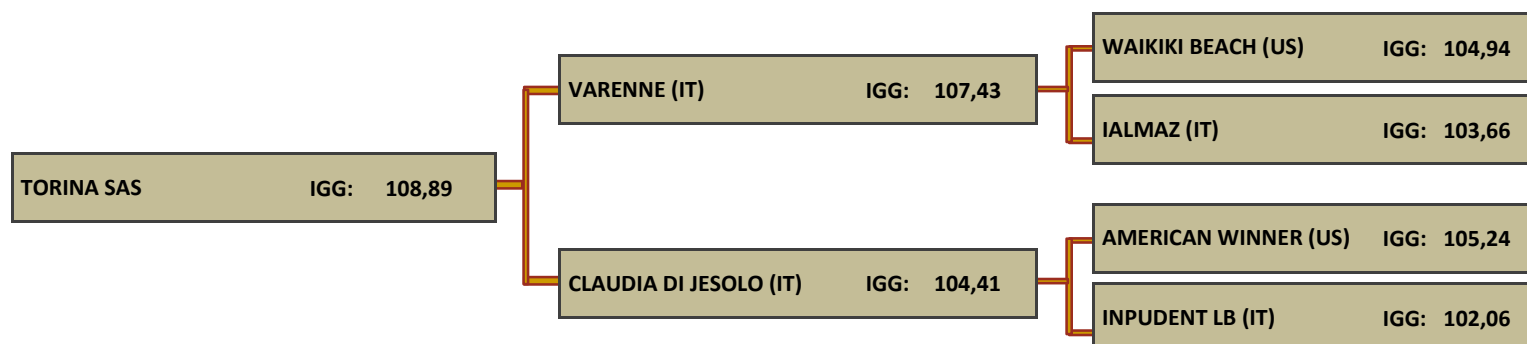 WAIKIKI BEACH (US) IGG: 104,94
VARENNE (IT) IGG: 107,43
IALMAZ (IT) IGG: 103,66
TORINA SAS IGG: 108,89
AMERICAN WINNER (US) IGG: 105,24
CLAUDIA DI JESOLO (IT) IGG: 104,41
INPUDENT LB (IT) IGG: 102,06